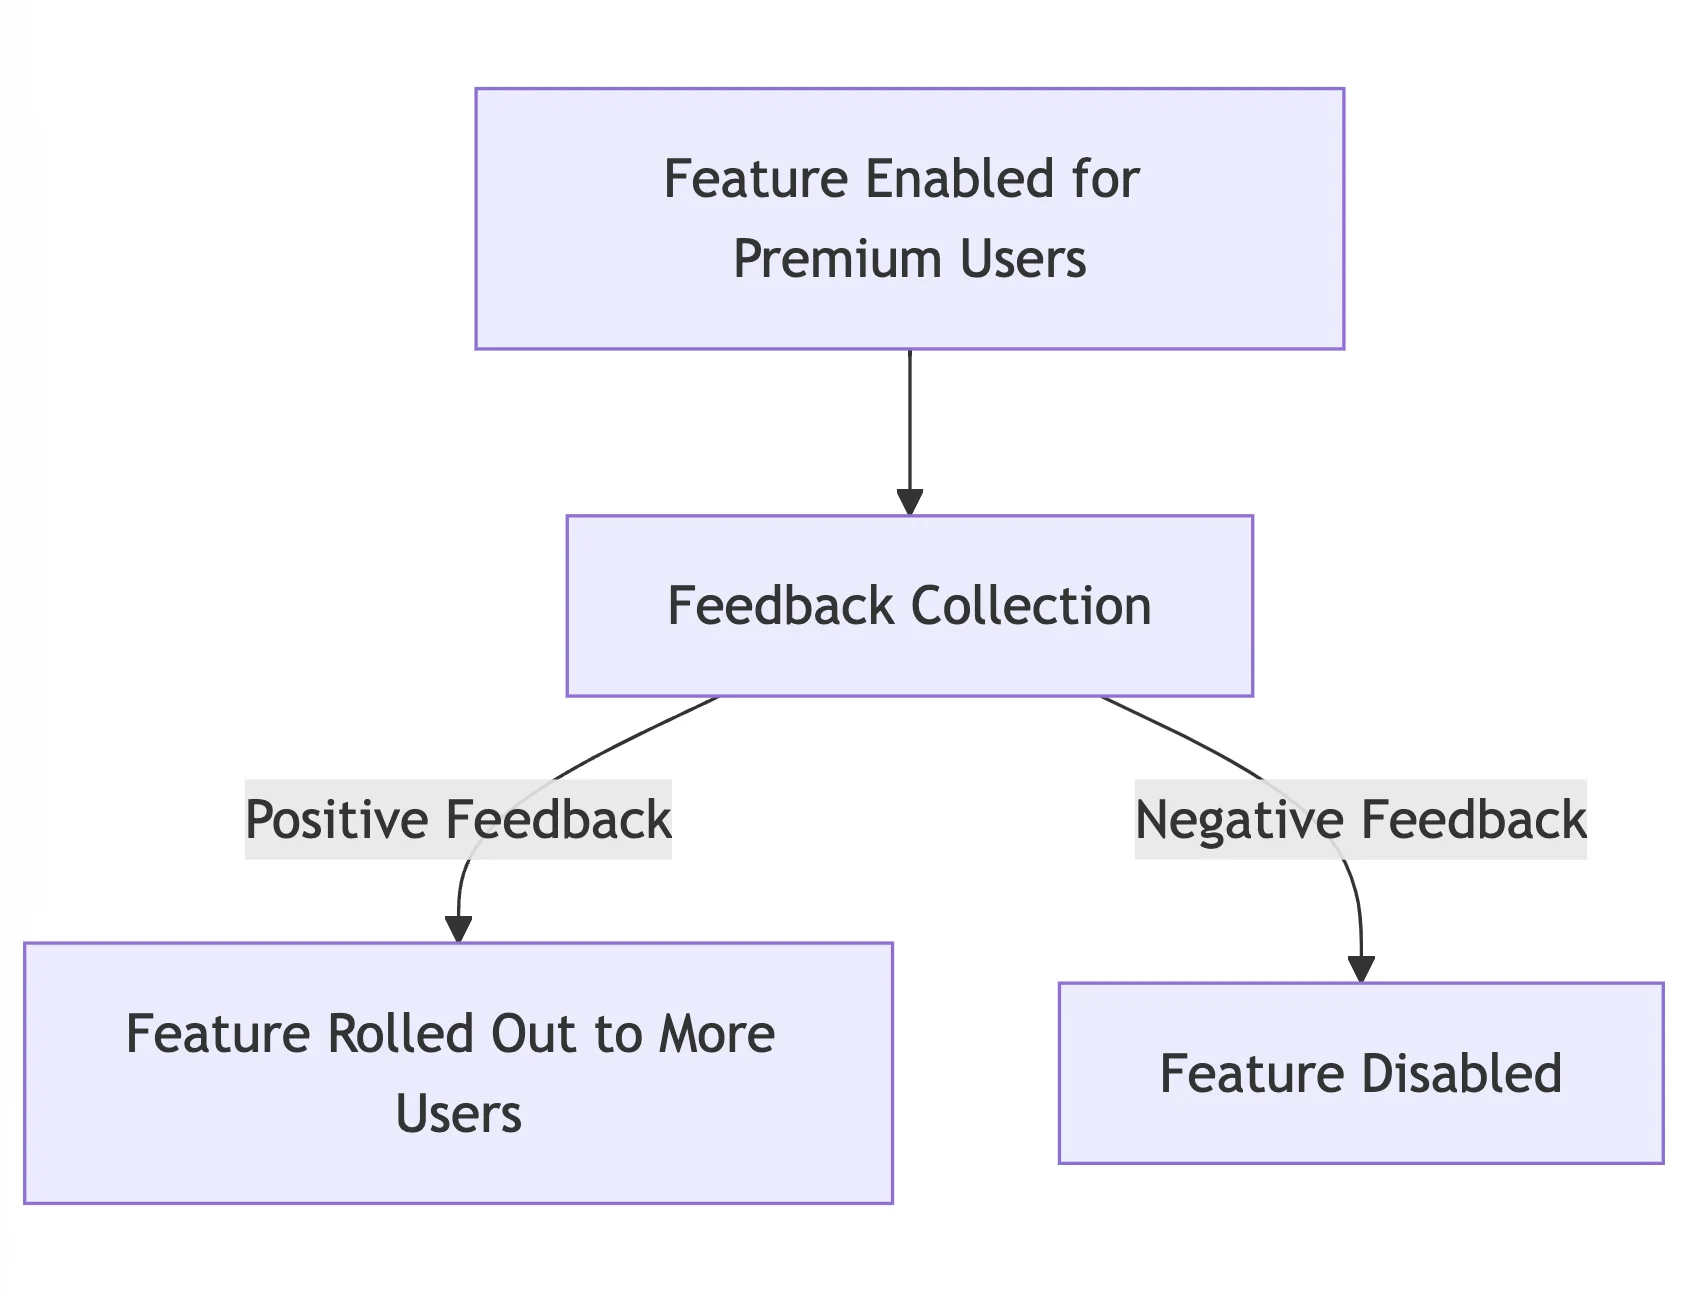 Feature Enabled for
Premium Users
Feedback Collection
Positive Feedback
Negative Feedback
Feature Rolled Out to More
Users
Feature Disabled